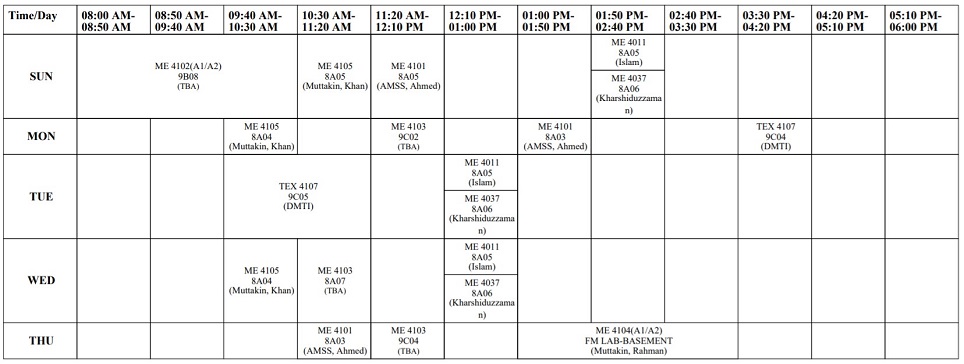 Time/Day
08:00 AM-
08:50 AM
08:50 AM-
09:40 AM
09:40 AM-
10:30 AM
10:30 AM-
11:20 AM
11:20 AM-
12:10 PM
12:10 PM-
01:00 PM
01:00 PM-
01:50 PM
01:50 PM-
02:40 PM
02:40 PM-
03:30 PM
03:30 PM-
04:20 PM
04:20 PM-
05:10 PM
05:10 PM-
06:00 PM
SUN
ME 4102(A1/A2)
9B08
(TBA)
ME 4105
8A05
(Muttakin, Khan)
ME 4101
8A05
(AMSS, Ahmed)
ME 4011
8A05
(Islam)
ME 4037
8A06
(Kharshiduzzama
n)
MON
ME 4105
8A04
(Muttakin, Khan)
ME 4103
9C02
(TBA)
ME 4101
8A03
(AMSS, Ahmed)
TEX 4107
9C04
(DMTI)
TUE
TEX 4107
9C05
(DMTI)
ME 4011
8A05
(Islam)
ME 4037
8A06
(Kharshiduzzama
n)
WED
ME 4105
8A04
(Muttakin, Khan)
ME 4103
8A07
(TBA)
ME 4011
8A05
(Islam)
ME 4037
8A06
(Kharshiduzzama
n)
THU
ME 4101
8A03
(AMSS, Ahmed)
ME 4103
9C04
(TBA)
ME 4104(A1/A2)
FM LAB-BASEMENT
(Muttakin, Rahman)